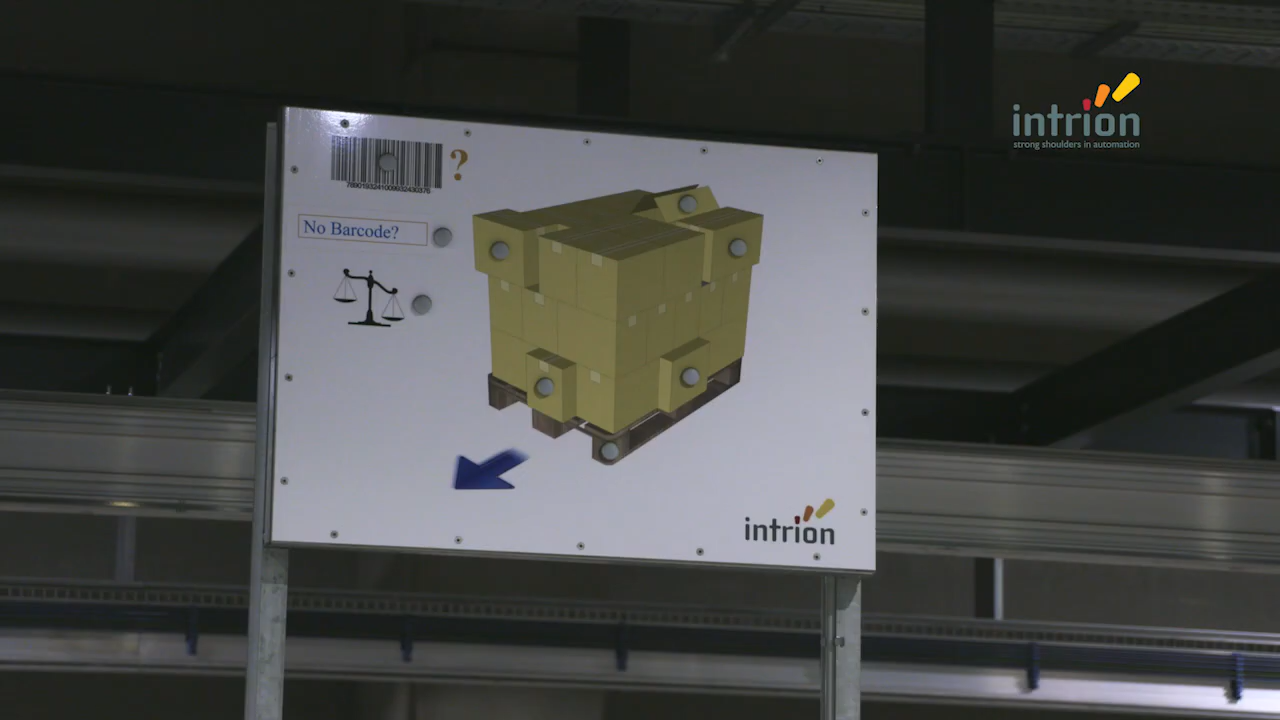 intrion
strong shoulders in automation
?
No Barcode?
intrion